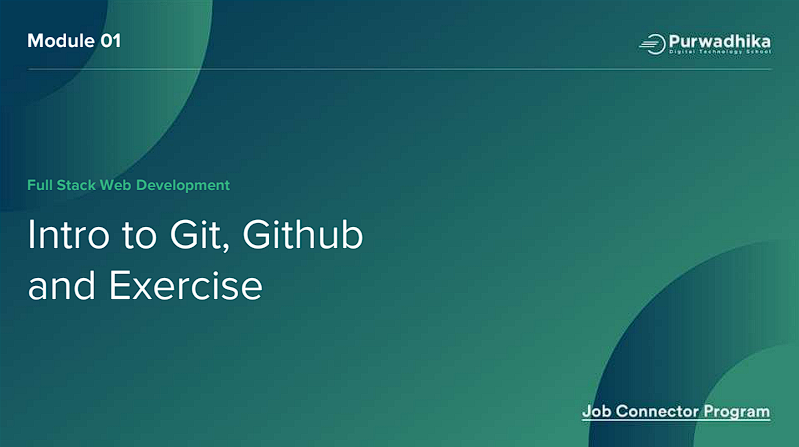 Module 01
Purwadhika
Digital Technology School
Full Stack Web Development
Intro to Git, Github
and Exercise
Job Connector Program